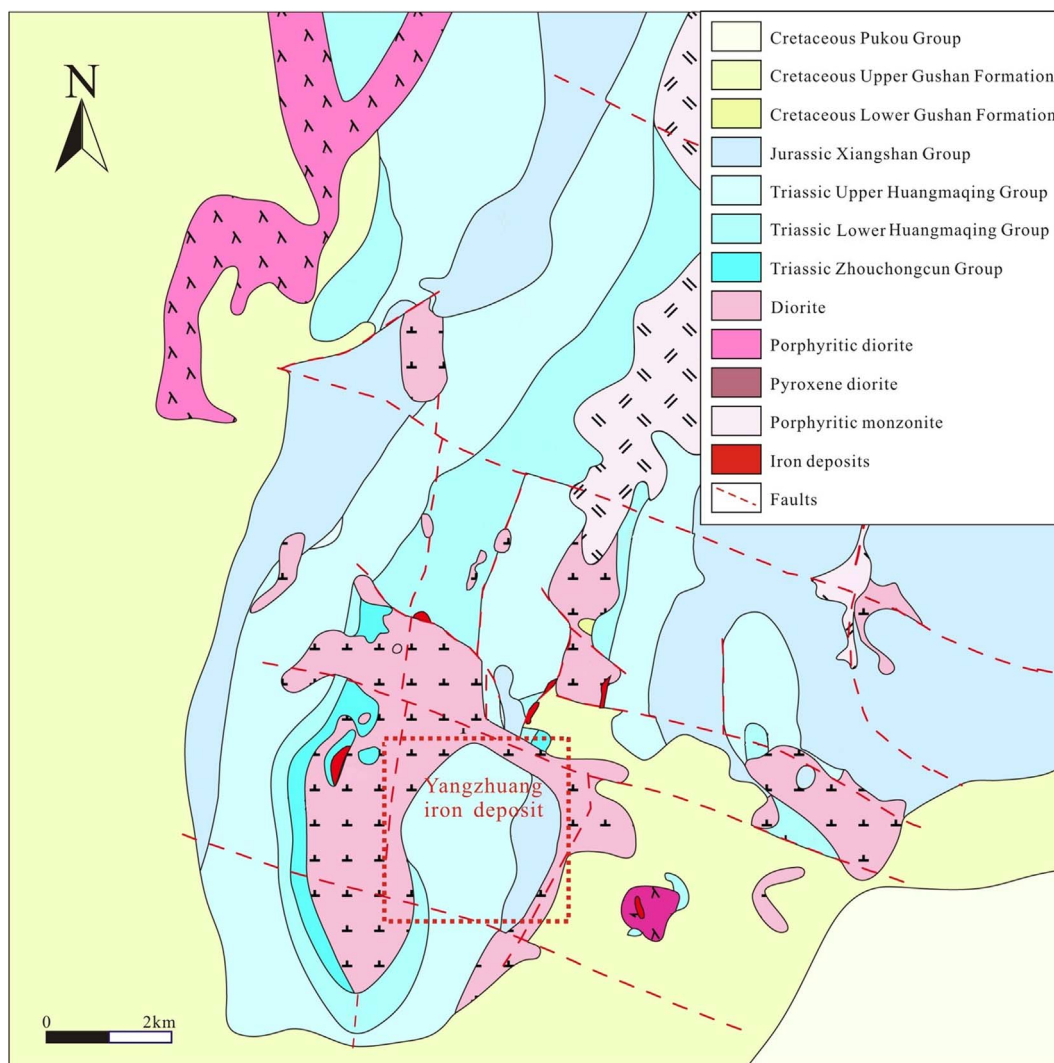 N
Cretaceous Pukou Group
Cretaceous Upper Gushan Formation
Cretaceous Lower Gushan Formation
Jurassic Xiangshan Group
Triassic Upper Huangmaqing Group
Triassic Lower Huangmaqing Group
Triassic Zhouchongcun Group
Diorite
Porphyritic diorite
Pyroxene diorite
Porphyritic monzonite
Iron deposits
Faults
Yangzhuang
iron deposit
0 2km